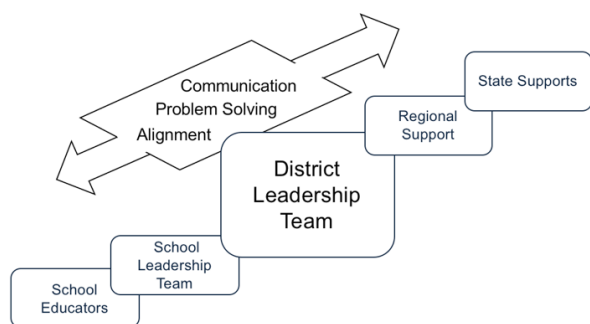 Communication
Problem Solving
Alignment
State Supports
Regional
Support
District
Leadership
Team
School
Leadership
Team
School
Educators